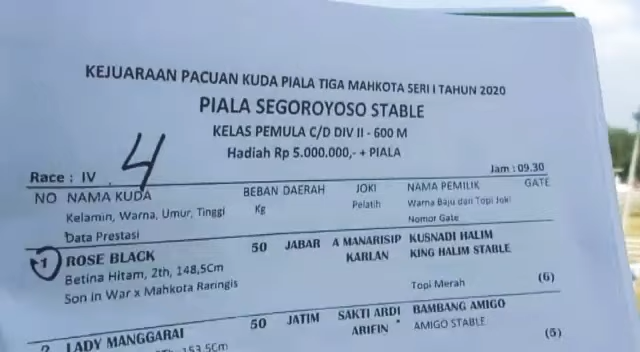 KEJUARAAN PACUAN KUDA PIALA TIGA MAHKOTA SERI I TAHUN 2020
PIALA SEGOROYOSO STABLE
KELAS PEMULA C/D DIV II - 600 M
Hadiah Rp 5.000.000,- + PIALA
Race : IV 4 Jam : 09.30
NO NAMA KUDA BEBAN DAERAH JOKI NAMA PEMILIK GATE
Kelamin, Warna, Umur, Tinggi Kg Pelatih Warna Baju dan Topi Joki
Data Prestasi Nomor Gate
1 ROSE BLACK 50 JABAR A MANARISIP KUSNADI HALIM
Betina Hitam, 2th, 148,5Cm KARLAN KING HALIM STABLE
Son in War x Mahkota Raringis Topi Merah (6)
2 LADY MANGGARAI 50 JATIM SAKTI ARDI BAMBANG AMIGO
153,5Cm ARIFIN AMIGO STABLE (5)